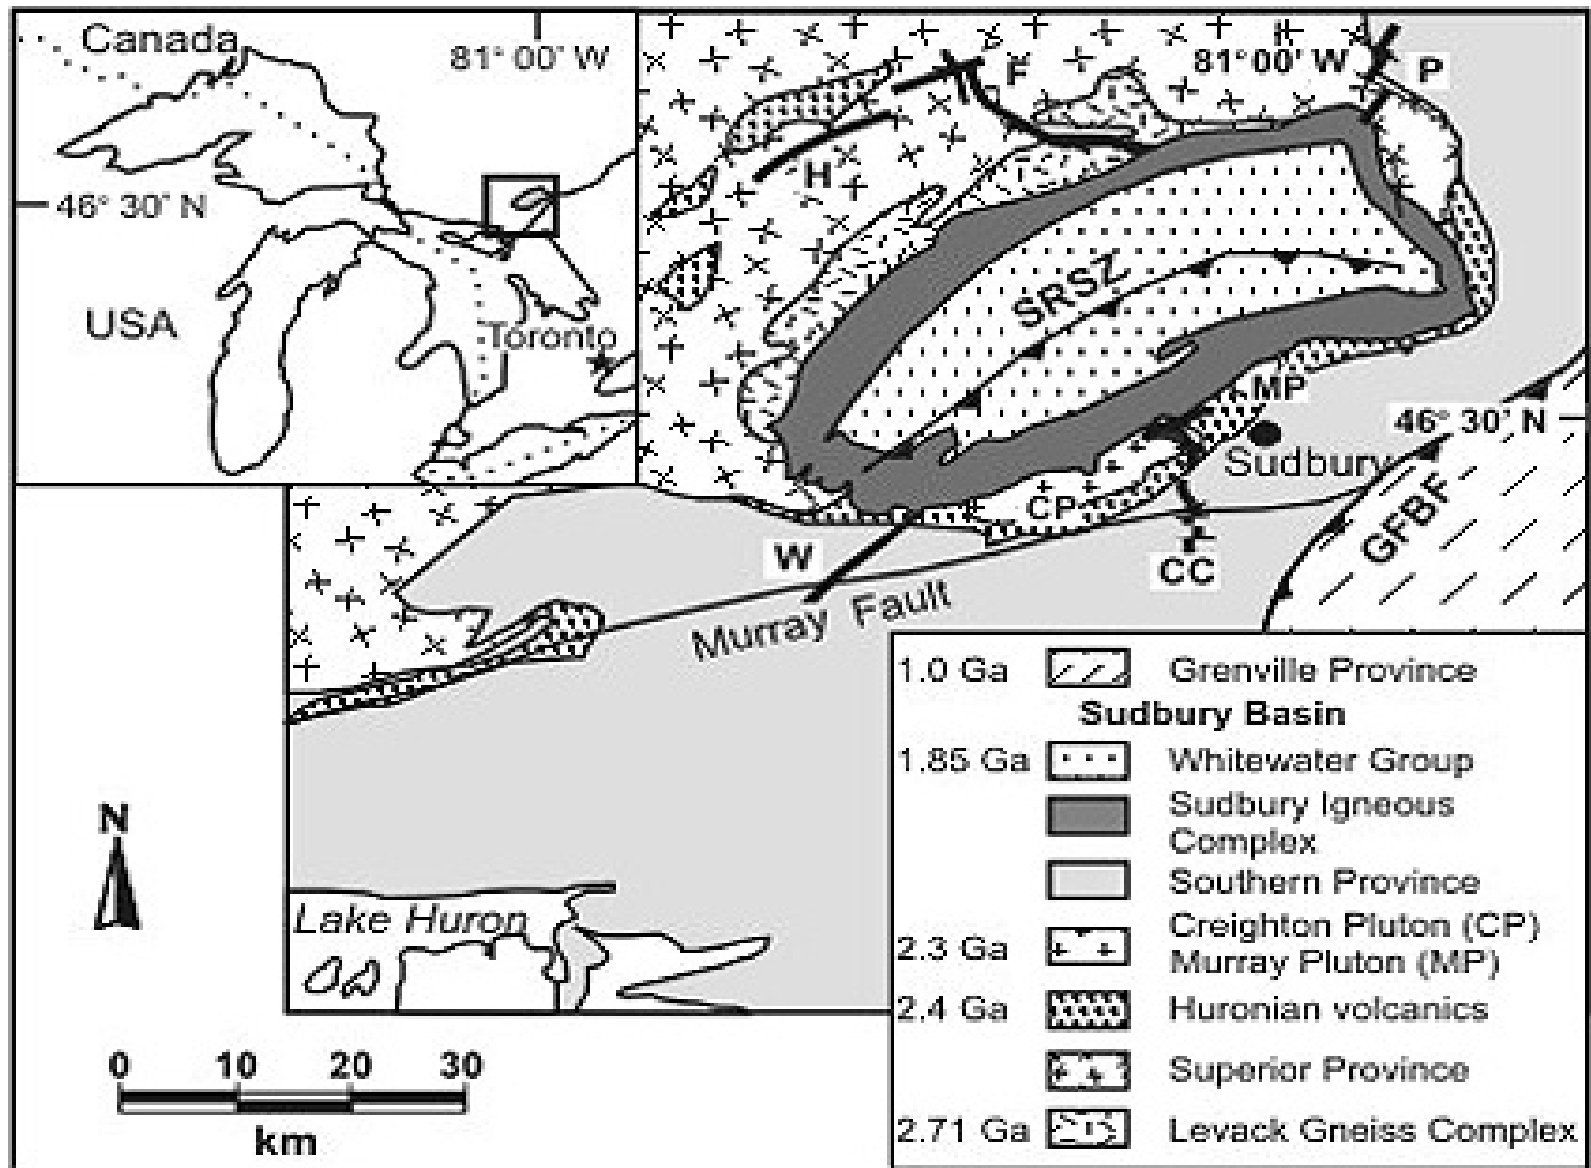 Canada
81° 00' W
46° 30' N
USA
Toronto
F
81°00' W
P
H
SRSZ
MP
46° 30' N
Sudbury
CP
GFBF
W
CC
Murray Fault
1.0 Ga Grenville Province
Sudbury Basin
1.85 Ga Whitewater Group
Sudbury Igneous
Complex
Southern Province
Creighton Pluton (CP)
2.3 Ga Murray Pluton (MP)
2.4 Ga Huronian volcanics
Superior Province
2.71 Ga Levack Gneiss Complex
N
Lake Huron
0 10 20 30
km